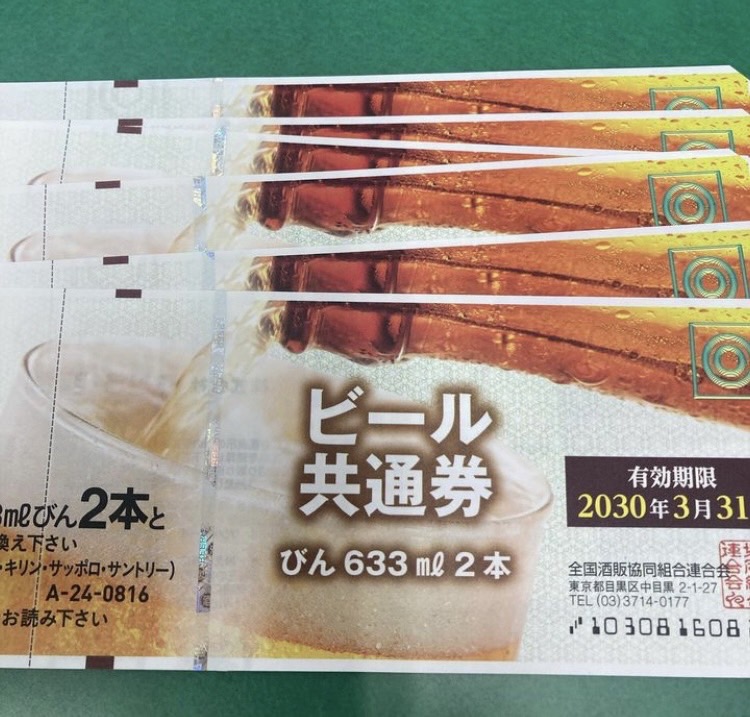 ビール
共通券
びん 633 ㎖ 2 本
有効期限
2030年3月31
全国酒販協同組合連合会
東京都目黒区中目黒 2-1-27
TEL (03)3714-0177
103081608
㎖びん2本と
換え下さい
・キリン・サッポロ・サントリー)
A-24-0816
お読み下さい